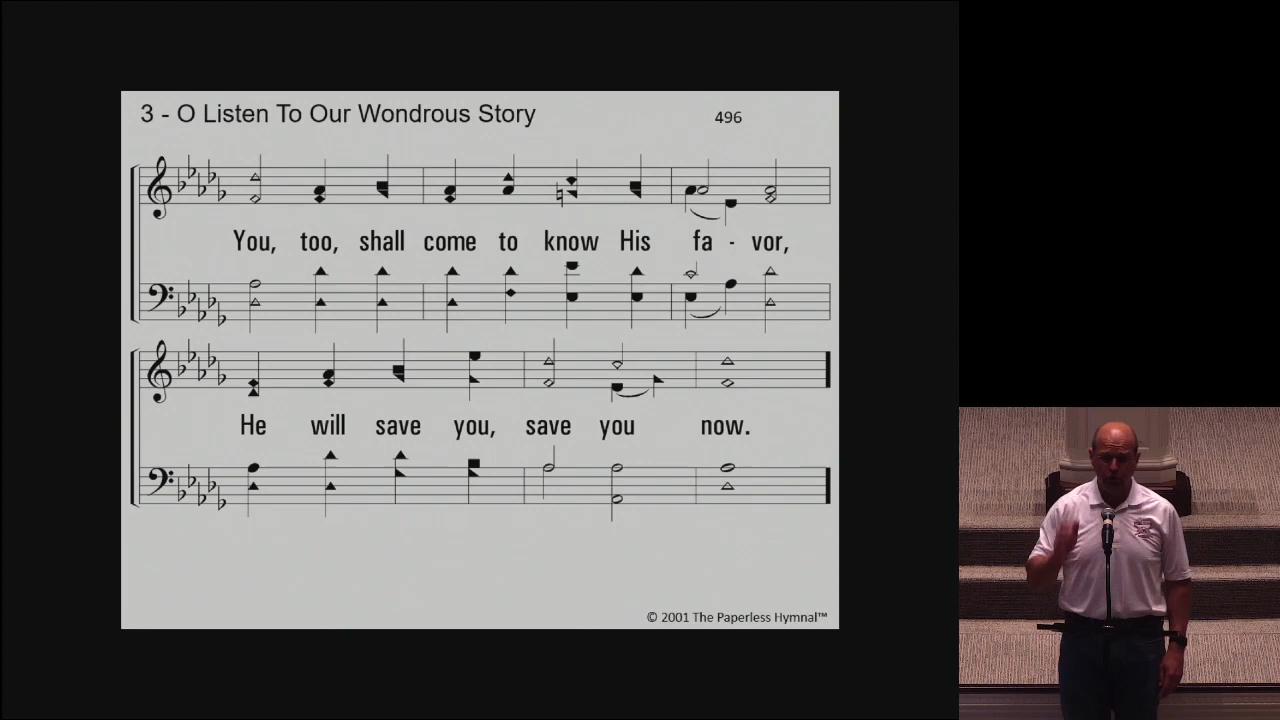 3 - O Listen To Our Wondrous Story
496
You, too, shall come to know His fa - vor,
He will save you, save you now.
© 2001 The Paperless Hymnal™